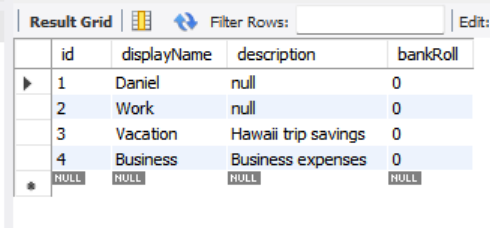 Result Grid Filter Rows: Edit:
id displayName description bankRoll
1 Daniel null 0
2 Work null 0
3 Vacation Hawaii trip savings 0
4 Business Business expenses 0
NULL NULL NULL NULL